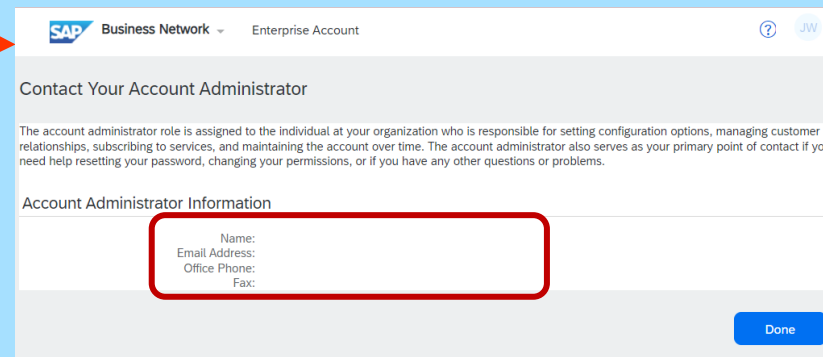 SAP Business Network Enterprise Account ? JW
Contact Your Account Administrator
The account administrator role is assigned to the individual at your organization who is responsible for setting configuration options, managing customer
relationships, subscribing to services, and maintaining the account over time. The account administrator also serves as your primary point of contact if yo
need help resetting your password, changing your permissions, or if you have any other questions or problems.
Account Administrator Information
Name:
Email Address:
Office Phone:
Fax:
Done